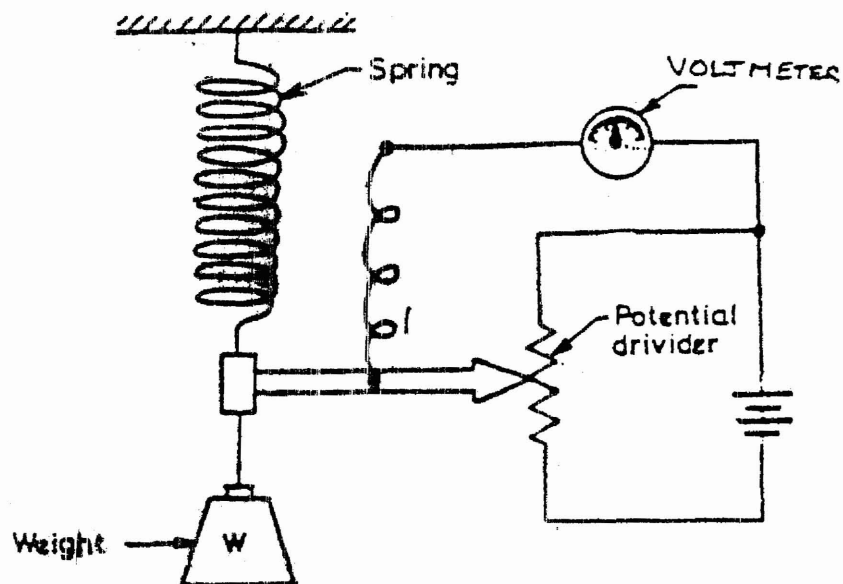 Spring
VOLTMETER
Potential
drivider
Weight
W